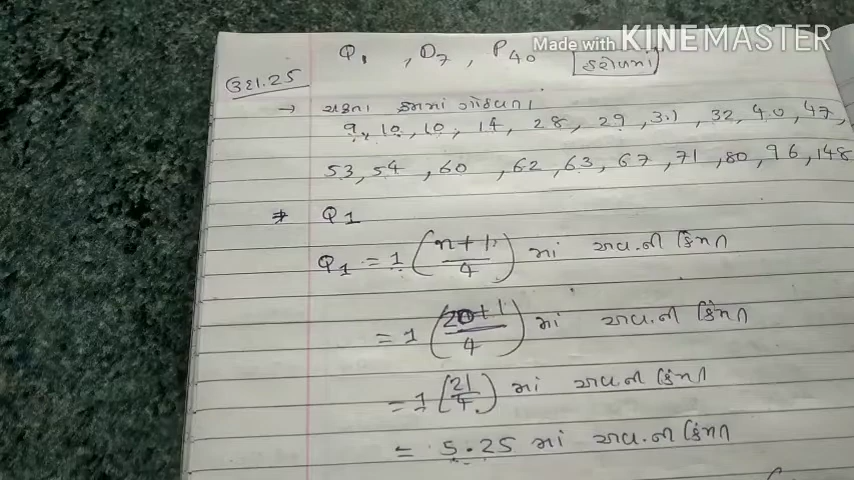 Made with KINEMASTER
Q₁ , D₇ , P₄₀
ઉદા.25
→ ચડતા ક્રમમાં ગોઠવતા
9, 10, 10, 14, 28, 29, 31, 32, 40, 47,
53, 54, 60, 62, 63, 67, 71, 80, 96, 148
⇒ Q1
Q1 = 1 (n+1/4) માં અવ.ની કિંમત
= 1 (20+1/4) માં અવ.ની કિંમત
= 1 (21/4) માં અવ.ની કિંમત
= 5.25 માં અવ.ની કિંમત